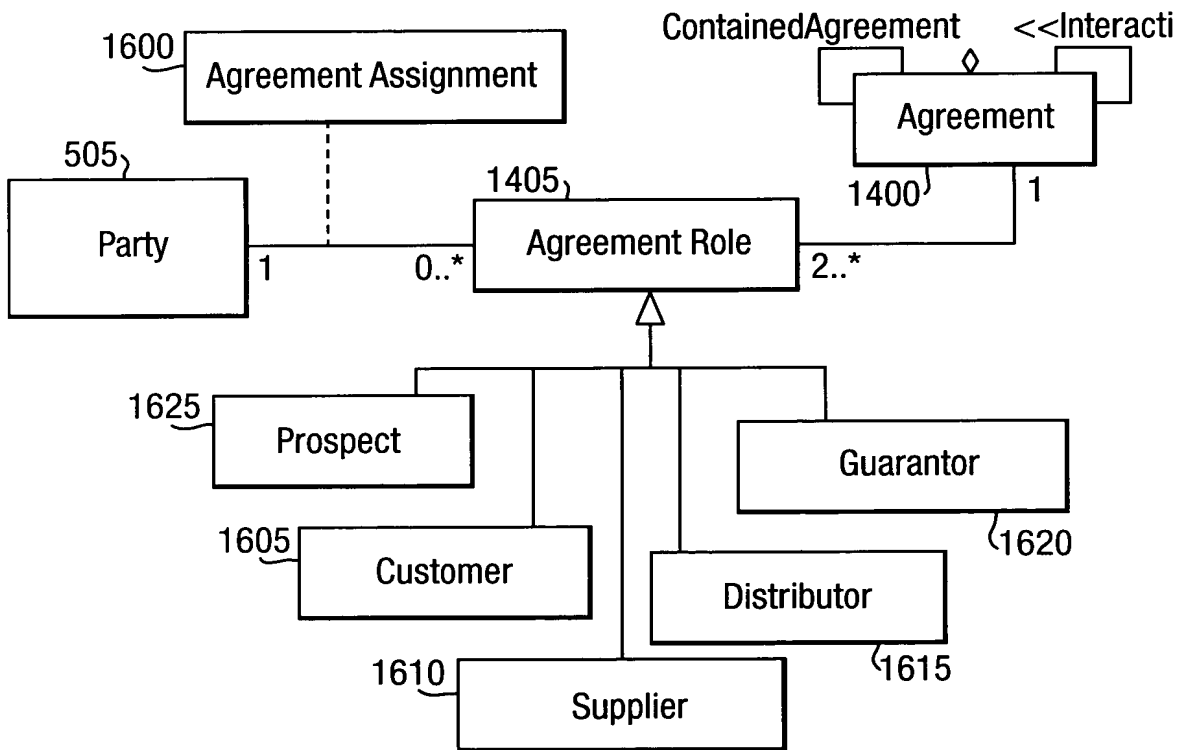 ContainedAgreement <<Interacti
1600
Agreement Assignment
Agreement
505
1405
1400
1
Party
Agreement Role
1
0..*
2..*
1625
Prospect
Guarantor
1605
Customer
1620
Distributor
1610
1615
Supplier